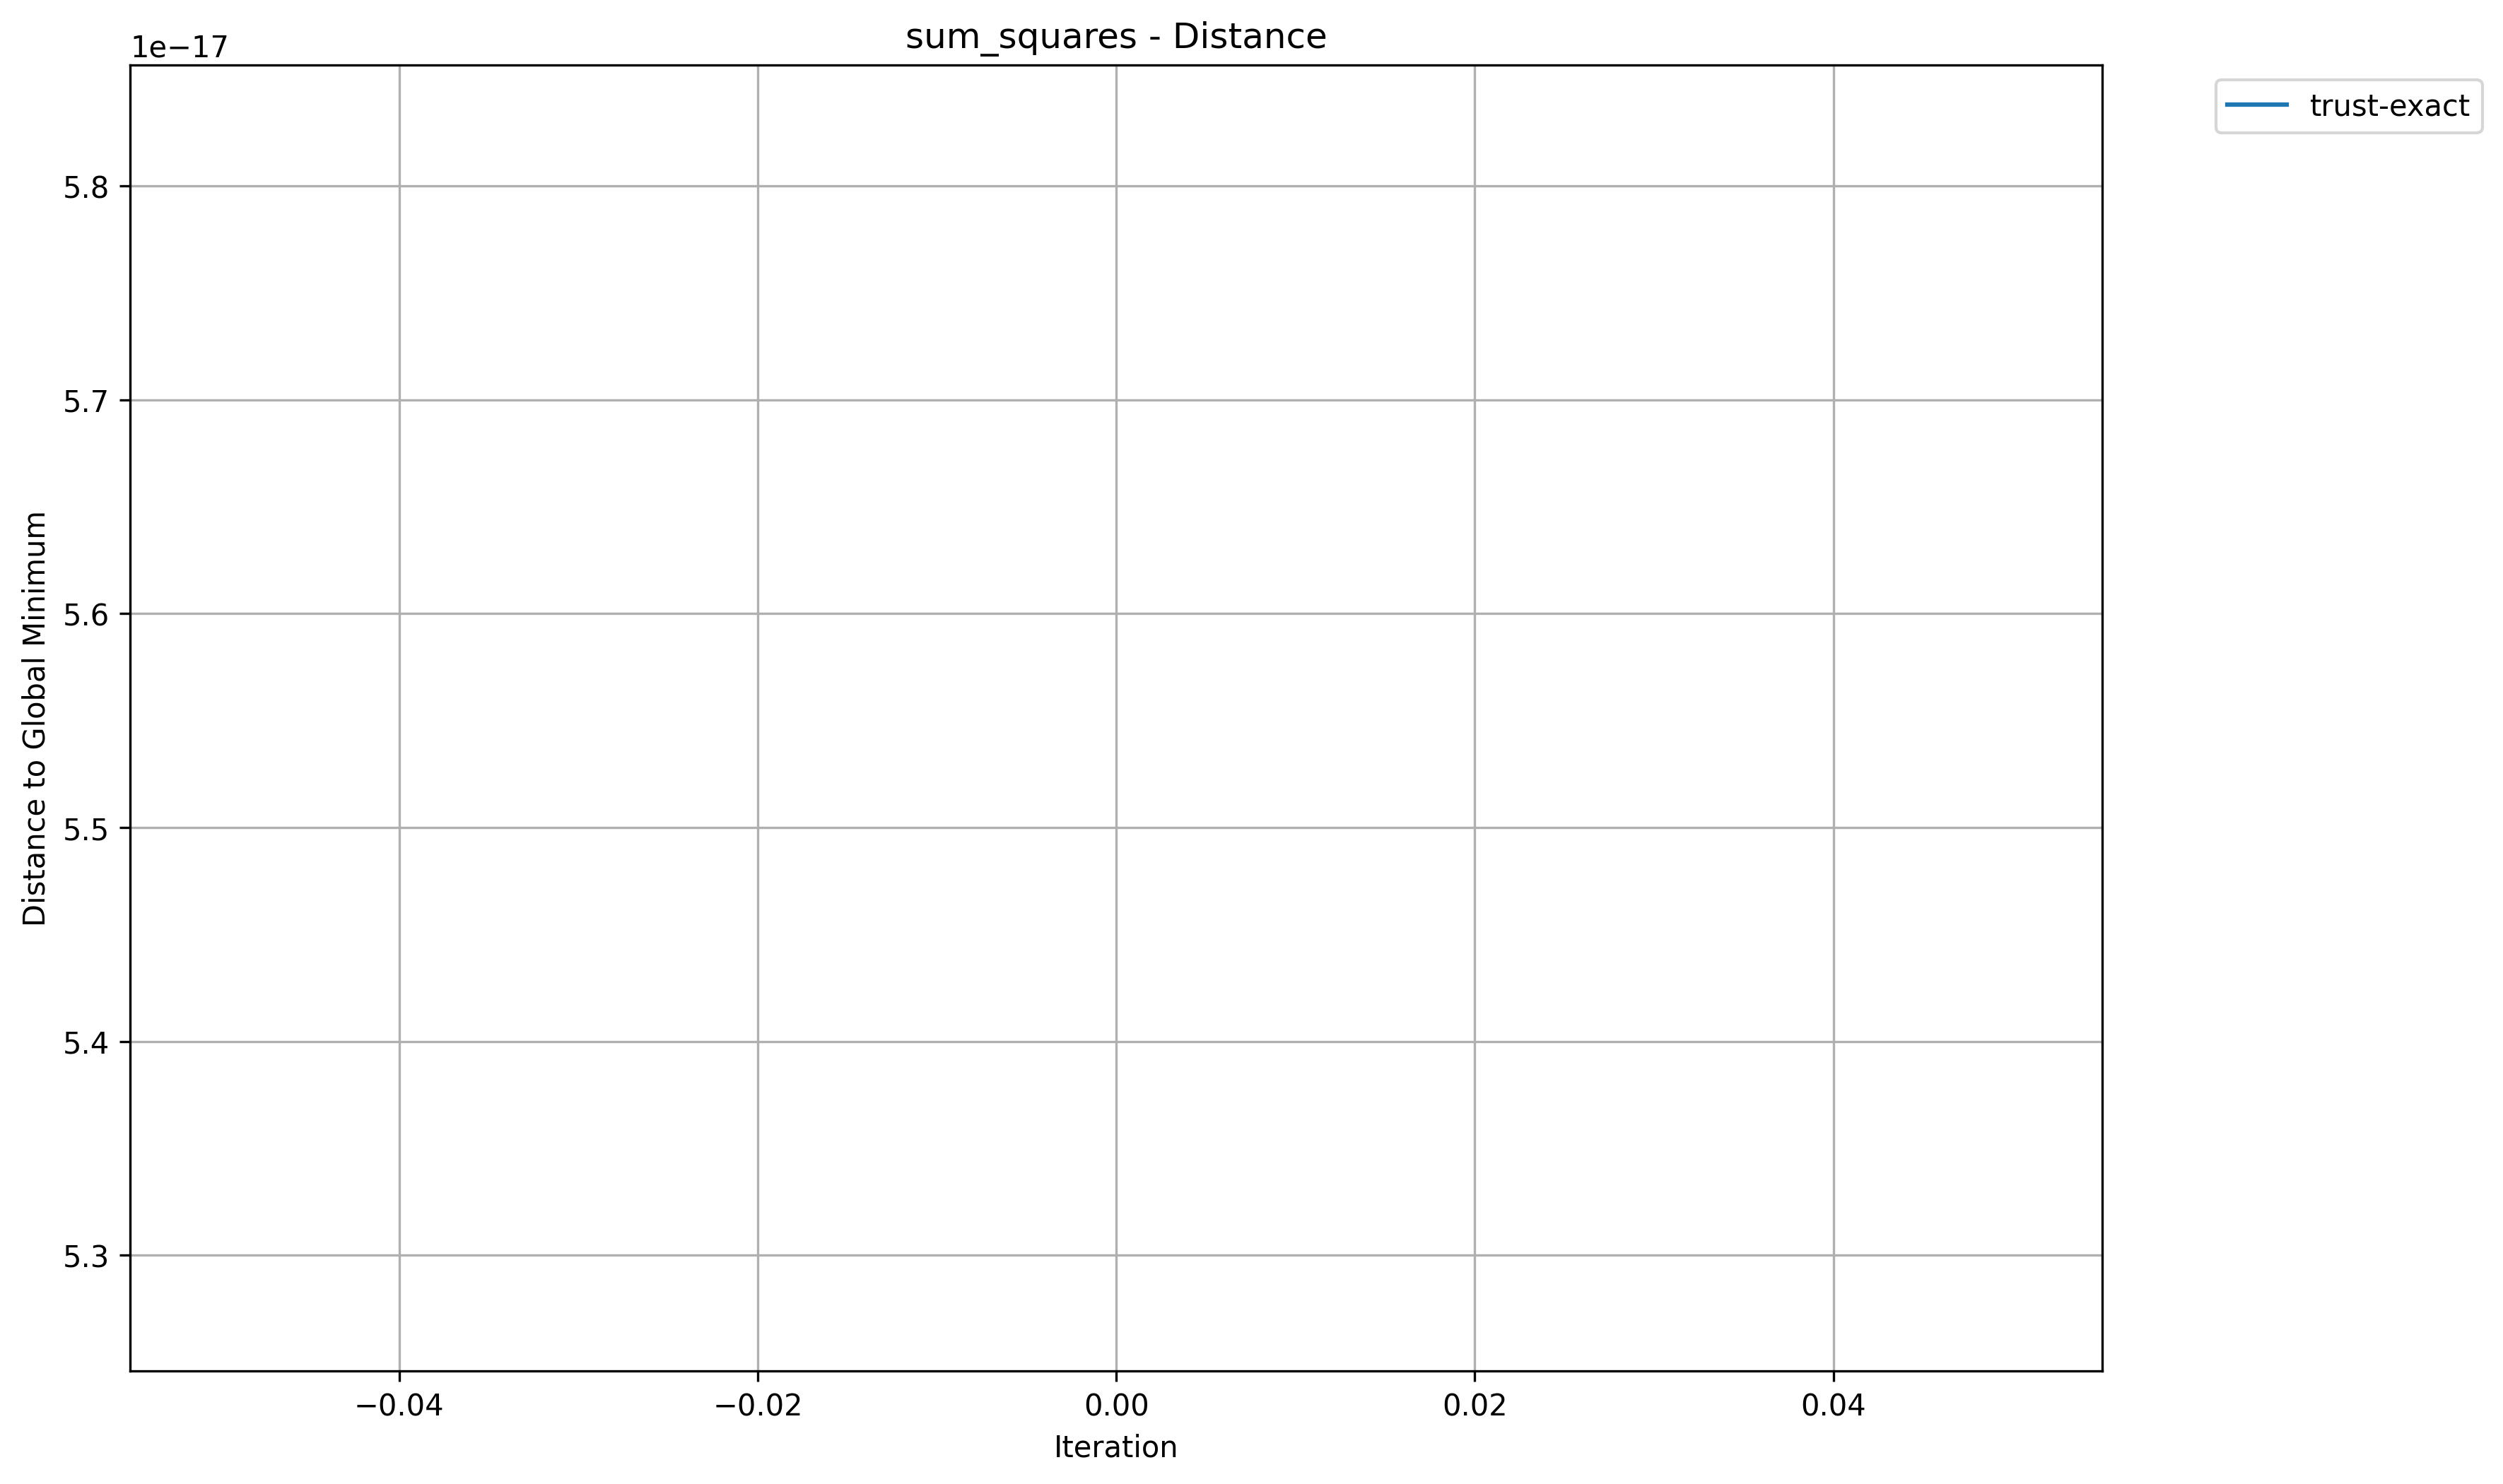 sum_squares - Distance
1e−17
trust-exact
5.8
5.7
5.6
5.5
5.4
5.3
Distance to Global Minimum
−0.04
−0.02
0.00
0.02
0.04
Iteration